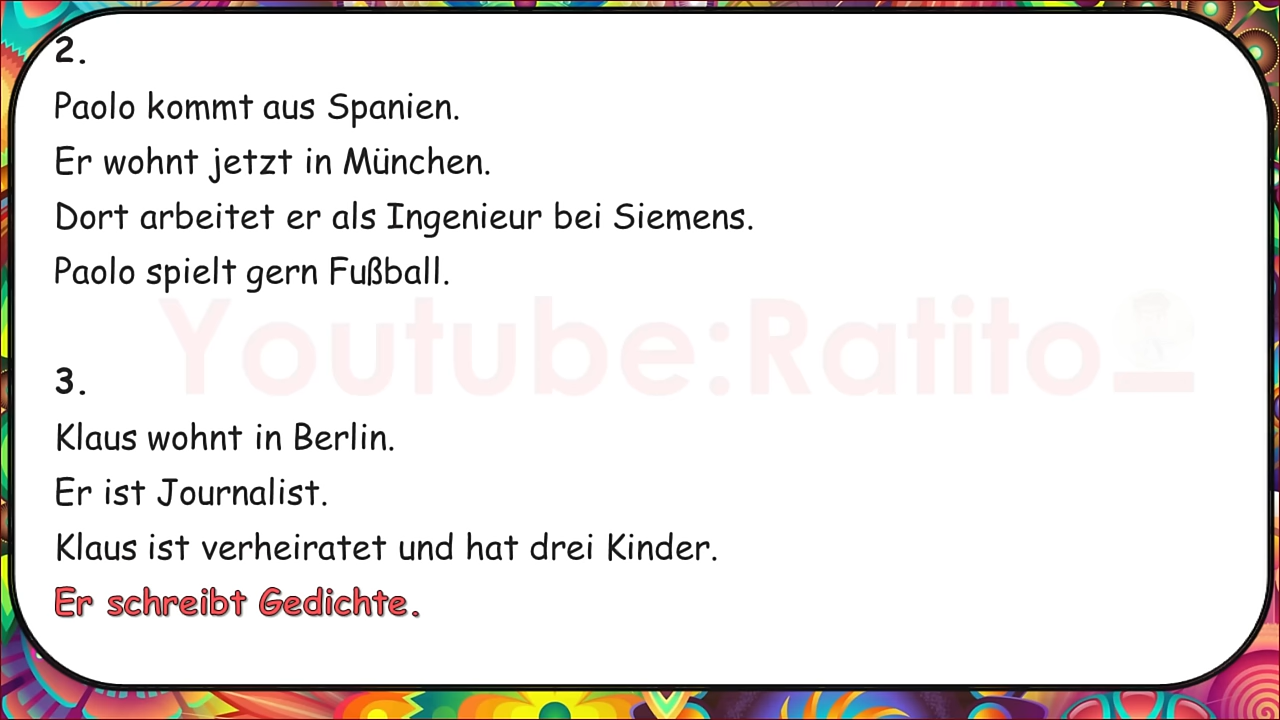 2.
Paolo kommt aus Spanien.
Er wohnt jetzt in München.
Dort arbeitet er als Ingenieur bei Siemens.
Paolo spielt gern Fußball.
Youtube:Ratito
3.
Klaus wohnt in Berlin.
Er ist Journalist.
Klaus ist verheiratet und hat drei Kinder.
Er schreibt Gedichte.